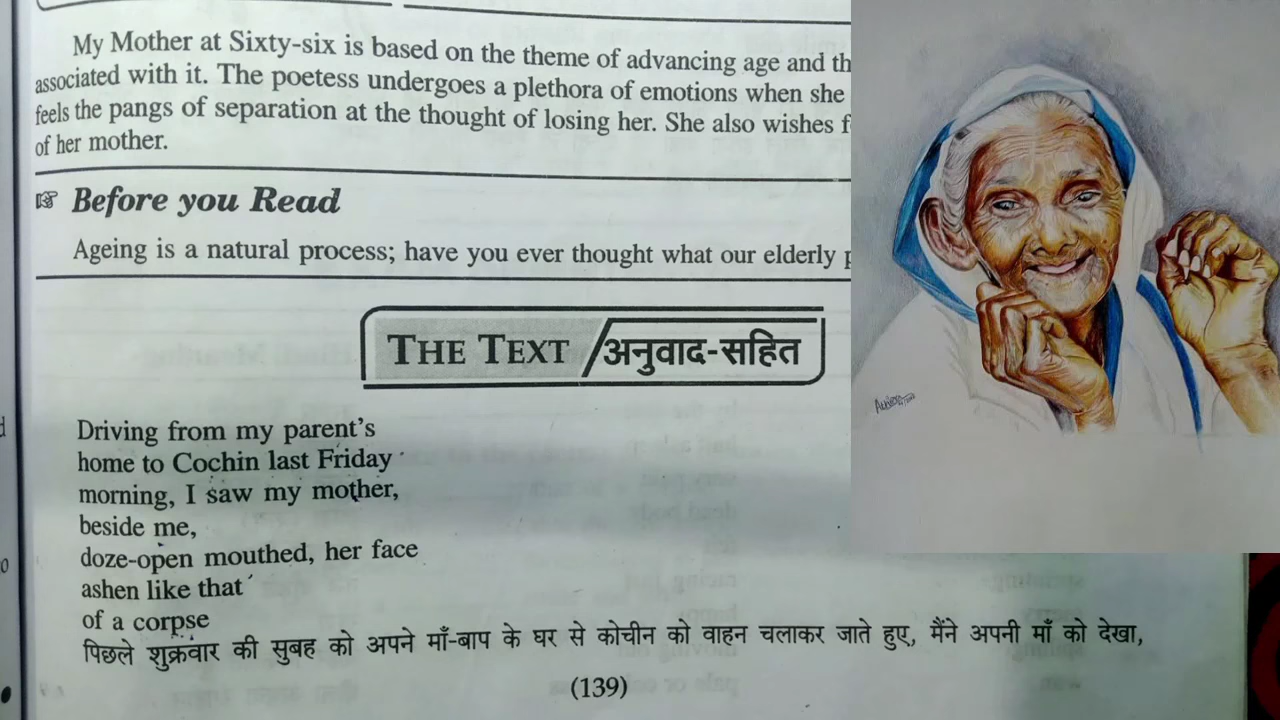 My Mother at Sixty-six is based on the theme of advancing age and th
associated with it. The poetess undergoes a plethora of emotions when she
feels the pangs of separation at the thought of losing her. She also wishes f
of her mother.
☞ Before you Read
Ageing is a natural process; have you ever thought what our elderly p
THE TEXT / अनुवाद-सहित
Driving from my parent's
home to Cochin last Friday
morning, I saw my mother,
beside me,
doze-open mouthed, her face
ashen like that
of a corpse
पिछले शुक्रवार की सुबह को अपने माँ-बाप के घर से कोचीन को वाहन चलाकर जाते हुए, मैंने अपनी माँ को देखा,
(139)